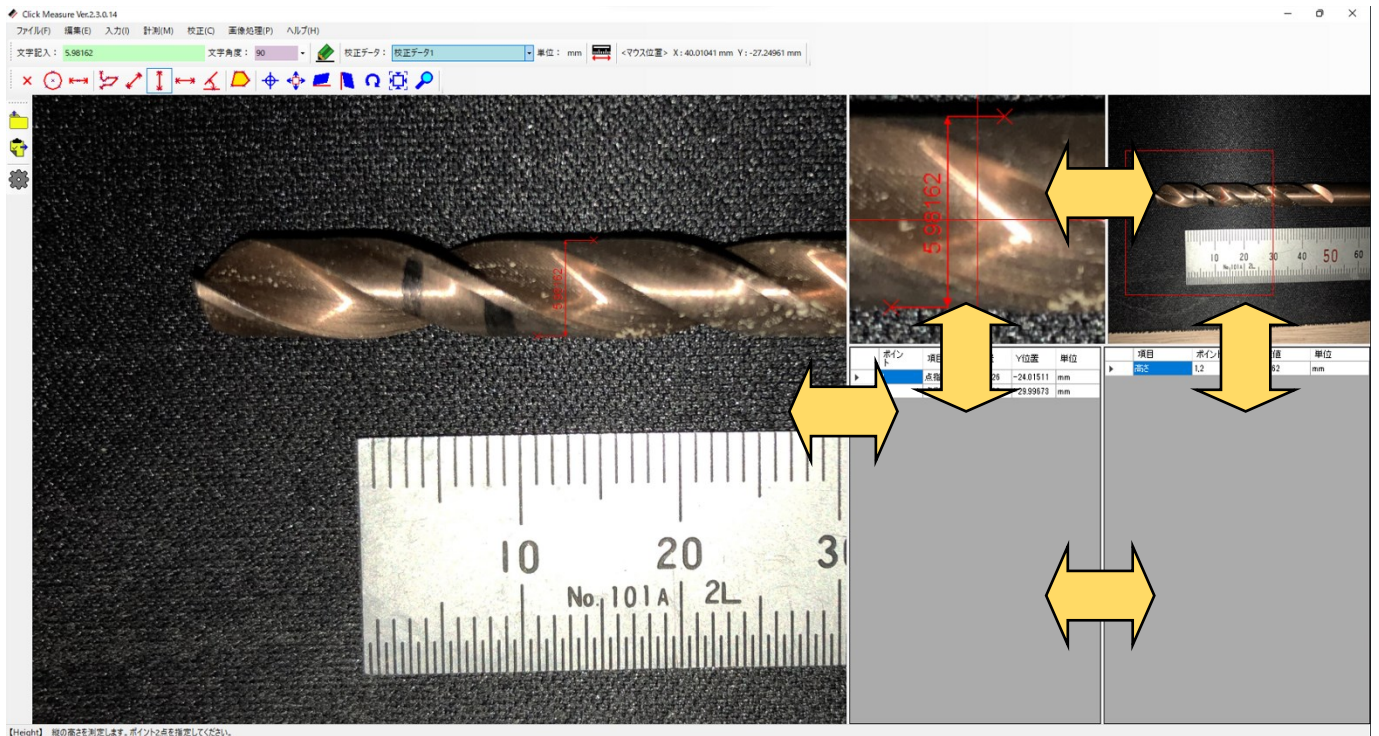 Click Measure Ver.2.3.0.14
ファイル(F) 編集(E) 入力(I) 計測(M) 校正(C) 画像処理(P) ヘルプ(H)
文字記入： 5.98162 文字角度： 90 校正データ： 校正データ1 単位： mm <マウス位置> X : 40.01041 mm Y : -27.24961 mm
5.98162
5.98162
10 20 30 40 50 60
No.101A 2L
ポイント 項目 Y位置 単位
-24.01511 mm
-29.99673 mm
項目 ポイント 単位
高さ 1,2 mm
10 20
No.101A 2L
【Height】 縦の高さを測定します。ポイント2点を指定してください。